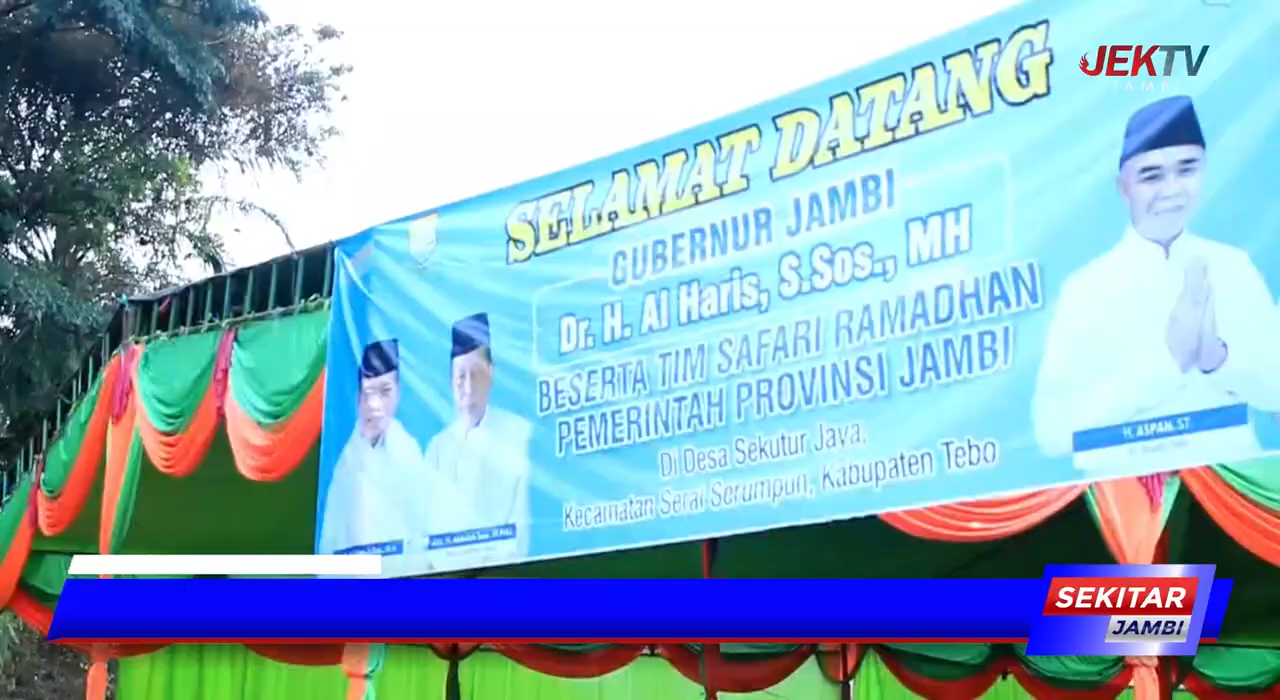 JEKTV
JAMBI
SELAMAT DATANG
GUBERNUR JAMBI
Dr. H. Al Haris, S.Sos., MH
BESERTA TIM SAFARI RAMADHAN
PEMERINTAH PROVINSI JAMBI
Di Desa Sekutur Jaya,
Kecamatan Serai Serumpun, Kabupaten Tebo
H. ASPAN, ST
SEKITAR
JAMBI